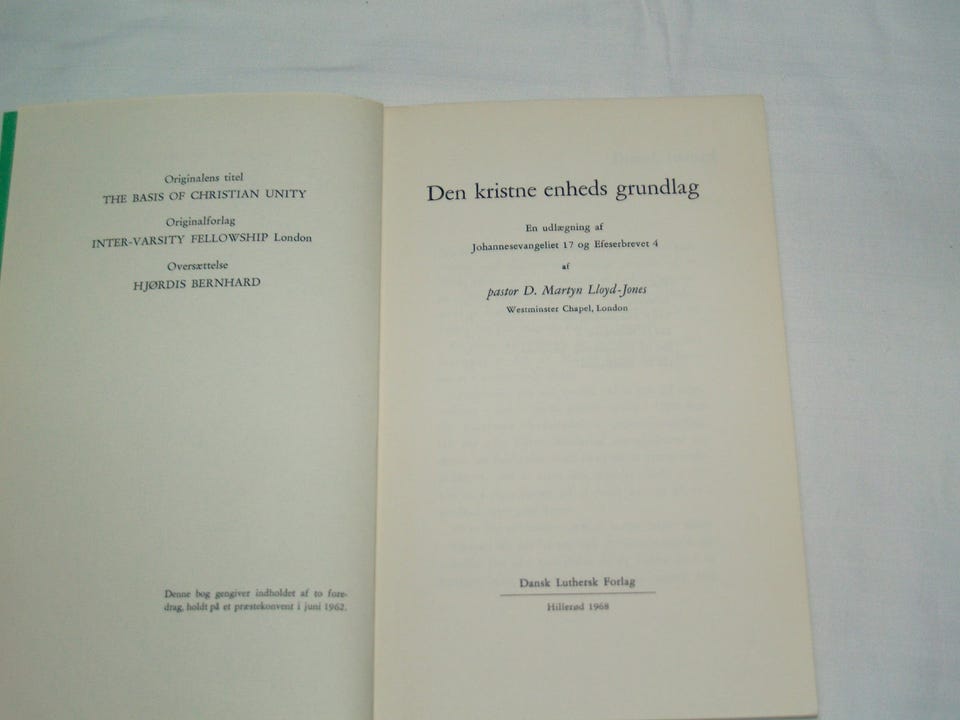 Originalens titel
THE BASIS OF CHRISTIAN UNITY
Originalforlag
INTER-VARSITY FELLOWSHIP London
Oversættelse
HJØRDIS BERNHARD
Denne bog gengiver indholdet af to fore-
drag, holdt på et præstekonvent i juni 1962.
Den kristne enheds grundlag
En udlægning af
Johannesevangeliet 17 og Efeserbrevet 4
af
pastor D. Martyn Lloyd-Jones
Westminster Chapel, London
Dansk Luthersk Forlag
Hillerød 1968